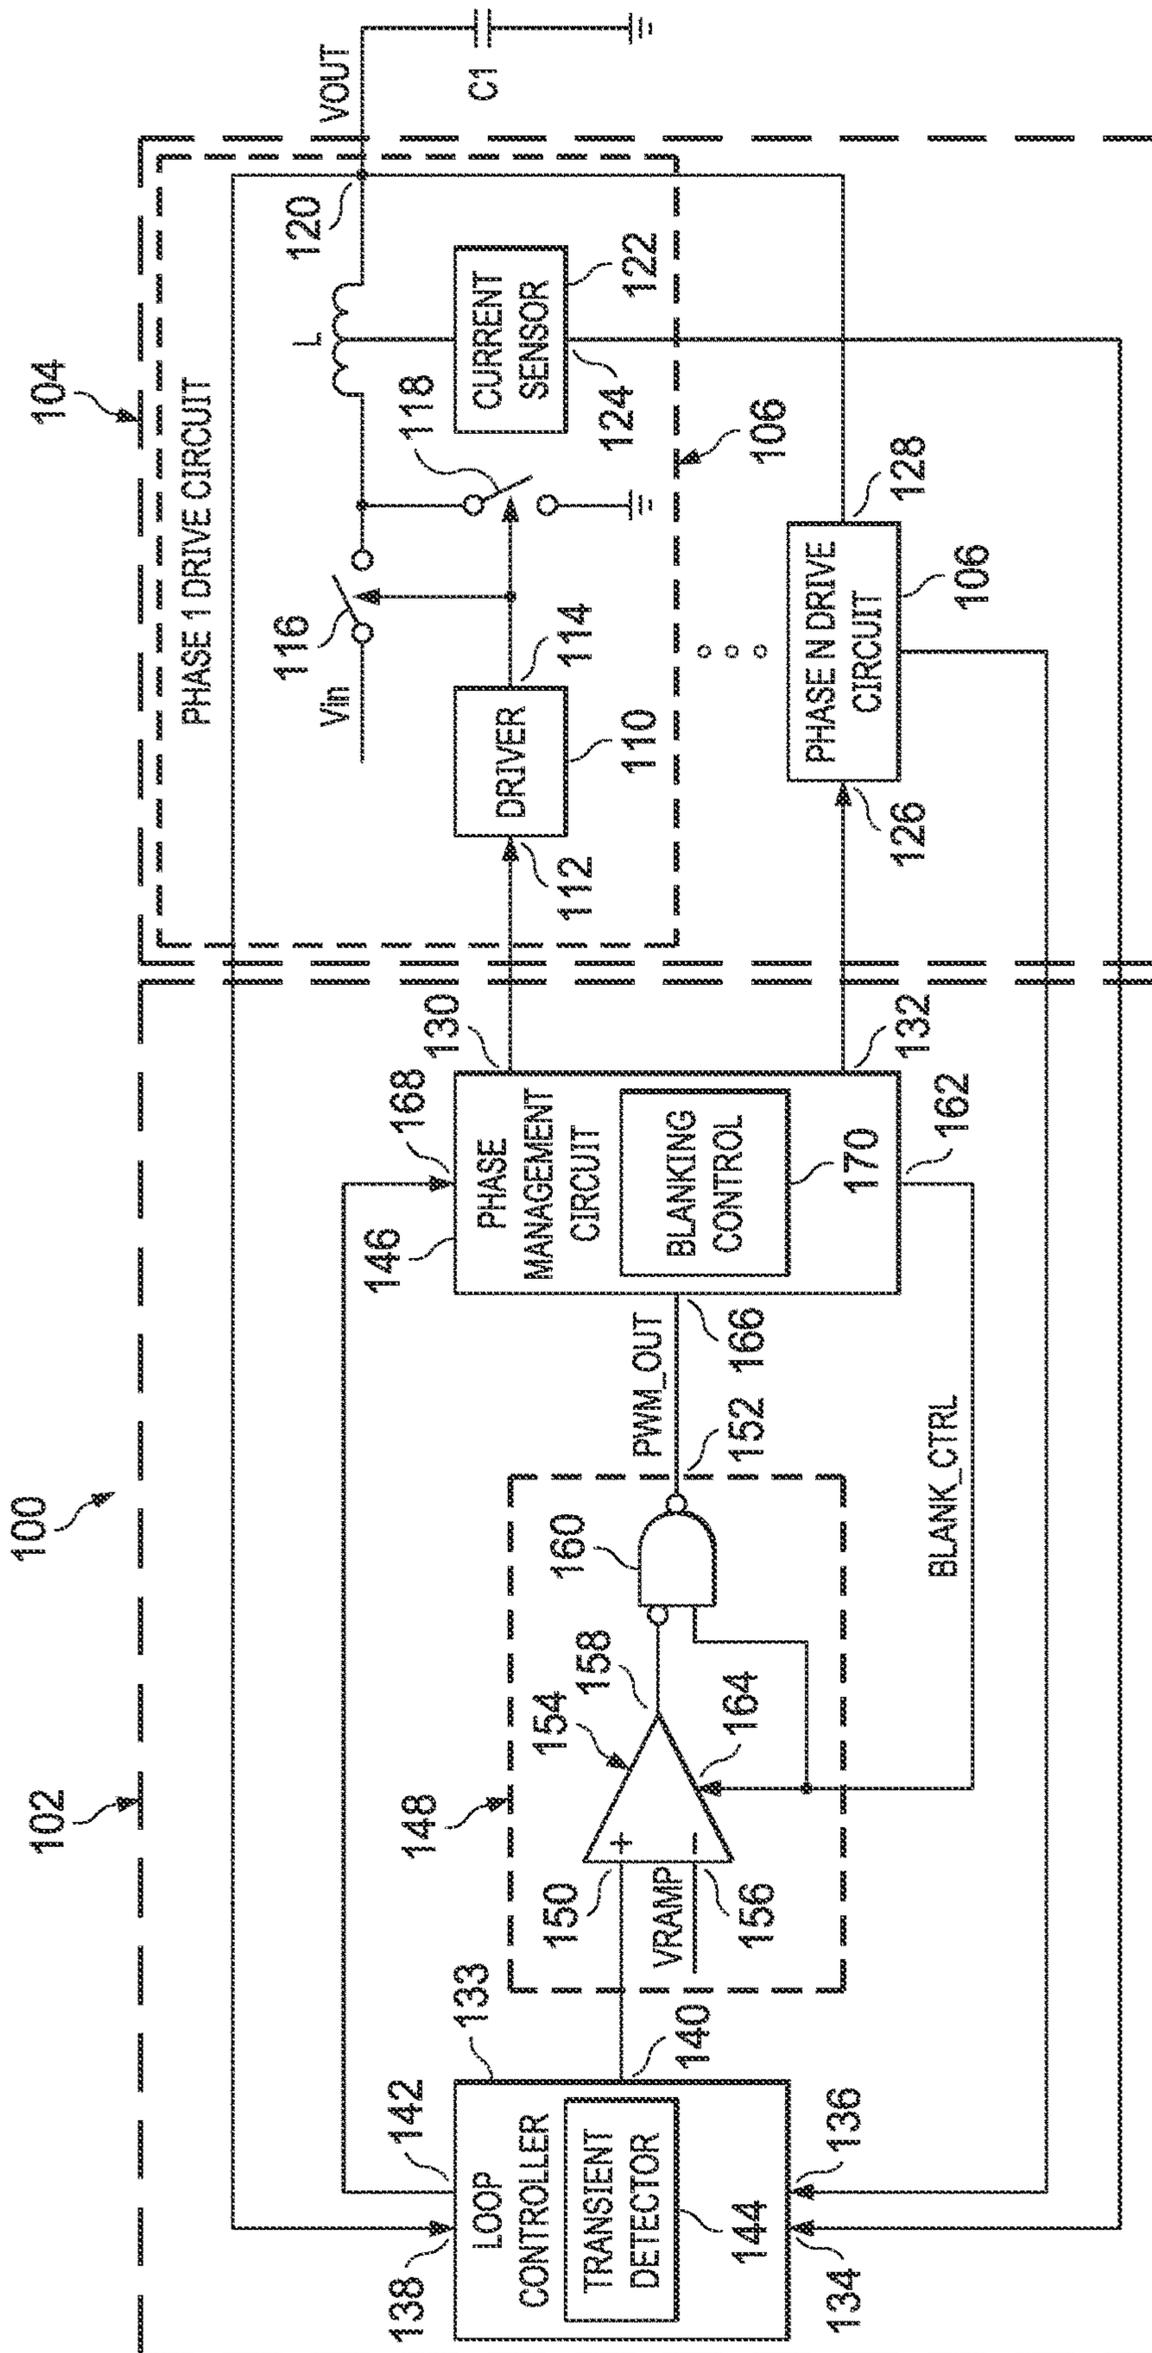 100
102
104
PHASE 1 DRIVE CIRCUIT
VOUT
120
C1
L
116
Vin
118
CURRENT
SENSOR
122
124
DRIVER
110
112
114
106
PHASE N DRIVE
CIRCUIT
126
128
106
130
132
168
146
PHASE
MANAGEMENT
CIRCUIT
BLANKING
CONTROL
170
162
166
PWM_OUT
152
BLANK_CTRL
160
158
154
164
148
+
−
150
VRAMP
156
133
140
142
138
LOOP
CONTROLLER
TRANSIENT
DETECTOR
144
136
134